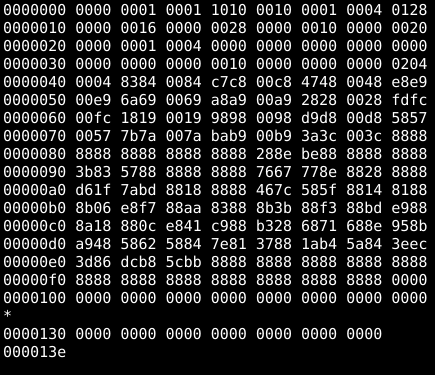 0000000 0000 0001 0001 1010 0010 0001 0004 0128
0000010 0000 0016 0000 0028 0000 0010 0000 0020
0000020 0000 0001 0004 0000 0000 0000 0000 0000
0000030 0000 0000 0000 0010 0000 0000 0000 0204
0000040 0004 8384 0084 c7c8 00c8 4748 0048 e8e9
0000050 00e9 6a69 0069 a8a9 00a9 2828 0028 fdfc
0000060 00fc 1819 0019 9898 0098 d9d8 00d8 5857
0000070 0057 7b7a 007a bab9 00b9 3a3c 003c 8888
0000080 8888 8888 8888 8888 288e be88 8888 8888
0000090 3b83 5788 8888 8888 7667 778e 8828 8888
00000a0 d61f 7abd 8818 8888 467c 585f 8814 8188
00000b0 8b06 e8f7 88aa 8388 8b3b 88f3 88bd e988
00000c0 8a18 880c e841 c988 b328 6871 688e 958b
00000d0 a948 5862 5884 7e81 3788 1ab4 5a84 3eec
00000e0 3d86 dcb8 5cbb 8888 8888 8888 8888 8888
00000f0 8888 8888 8888 8888 8888 8888 8888 0000
0000100 0000 0000 0000 0000 0000 0000 0000 0000
*
0000130 0000 0000 0000 0000 0000 0000 0000
000013e